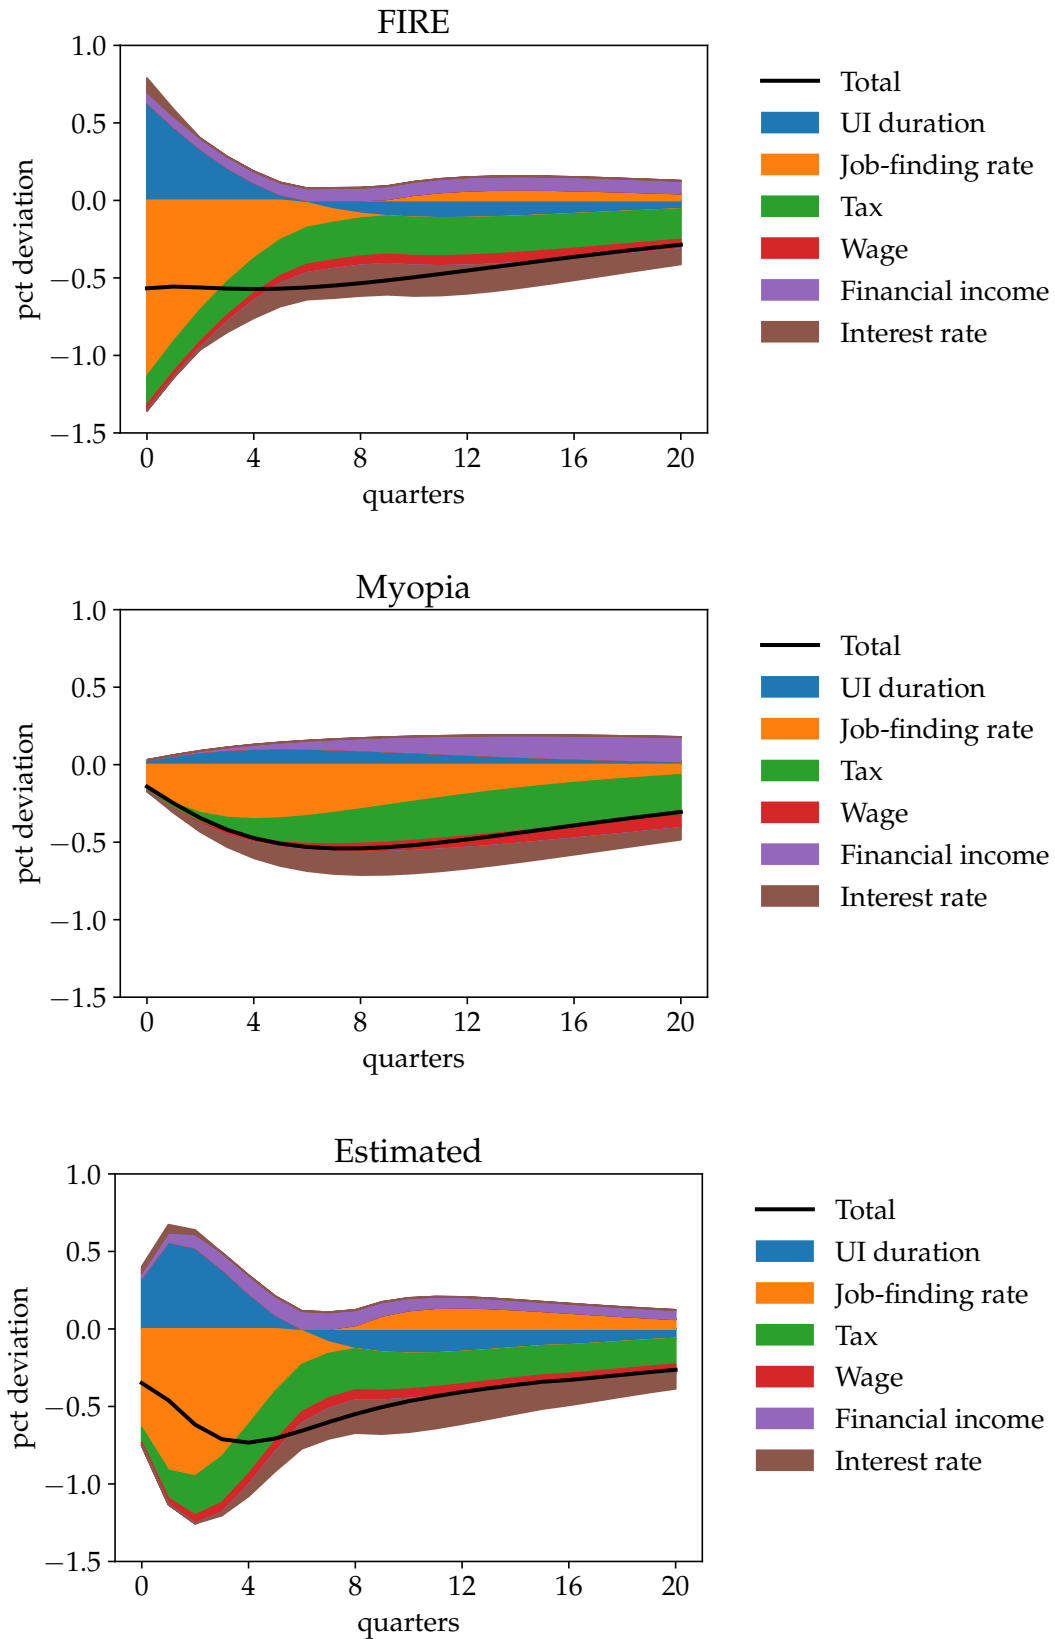 FIRE
1.0
0.5
0.0
−0.5
−1.0
−1.5
pct deviation
0 4 8 12 16 20
quarters
Total
UI duration
Job-finding rate
Tax
Wage
Financial income
Interest rate
Myopia
1.0
0.5
0.0
−0.5
−1.0
−1.5
pct deviation
0 4 8 12 16 20
quarters
Total
UI duration
Job-finding rate
Tax
Wage
Financial income
Interest rate
Estimated
1.0
0.5
0.0
−0.5
−1.0
−1.5
pct deviation
0 4 8 12 16 20
quarters
Total
UI duration
Job-finding rate
Tax
Wage
Financial income
Interest rate